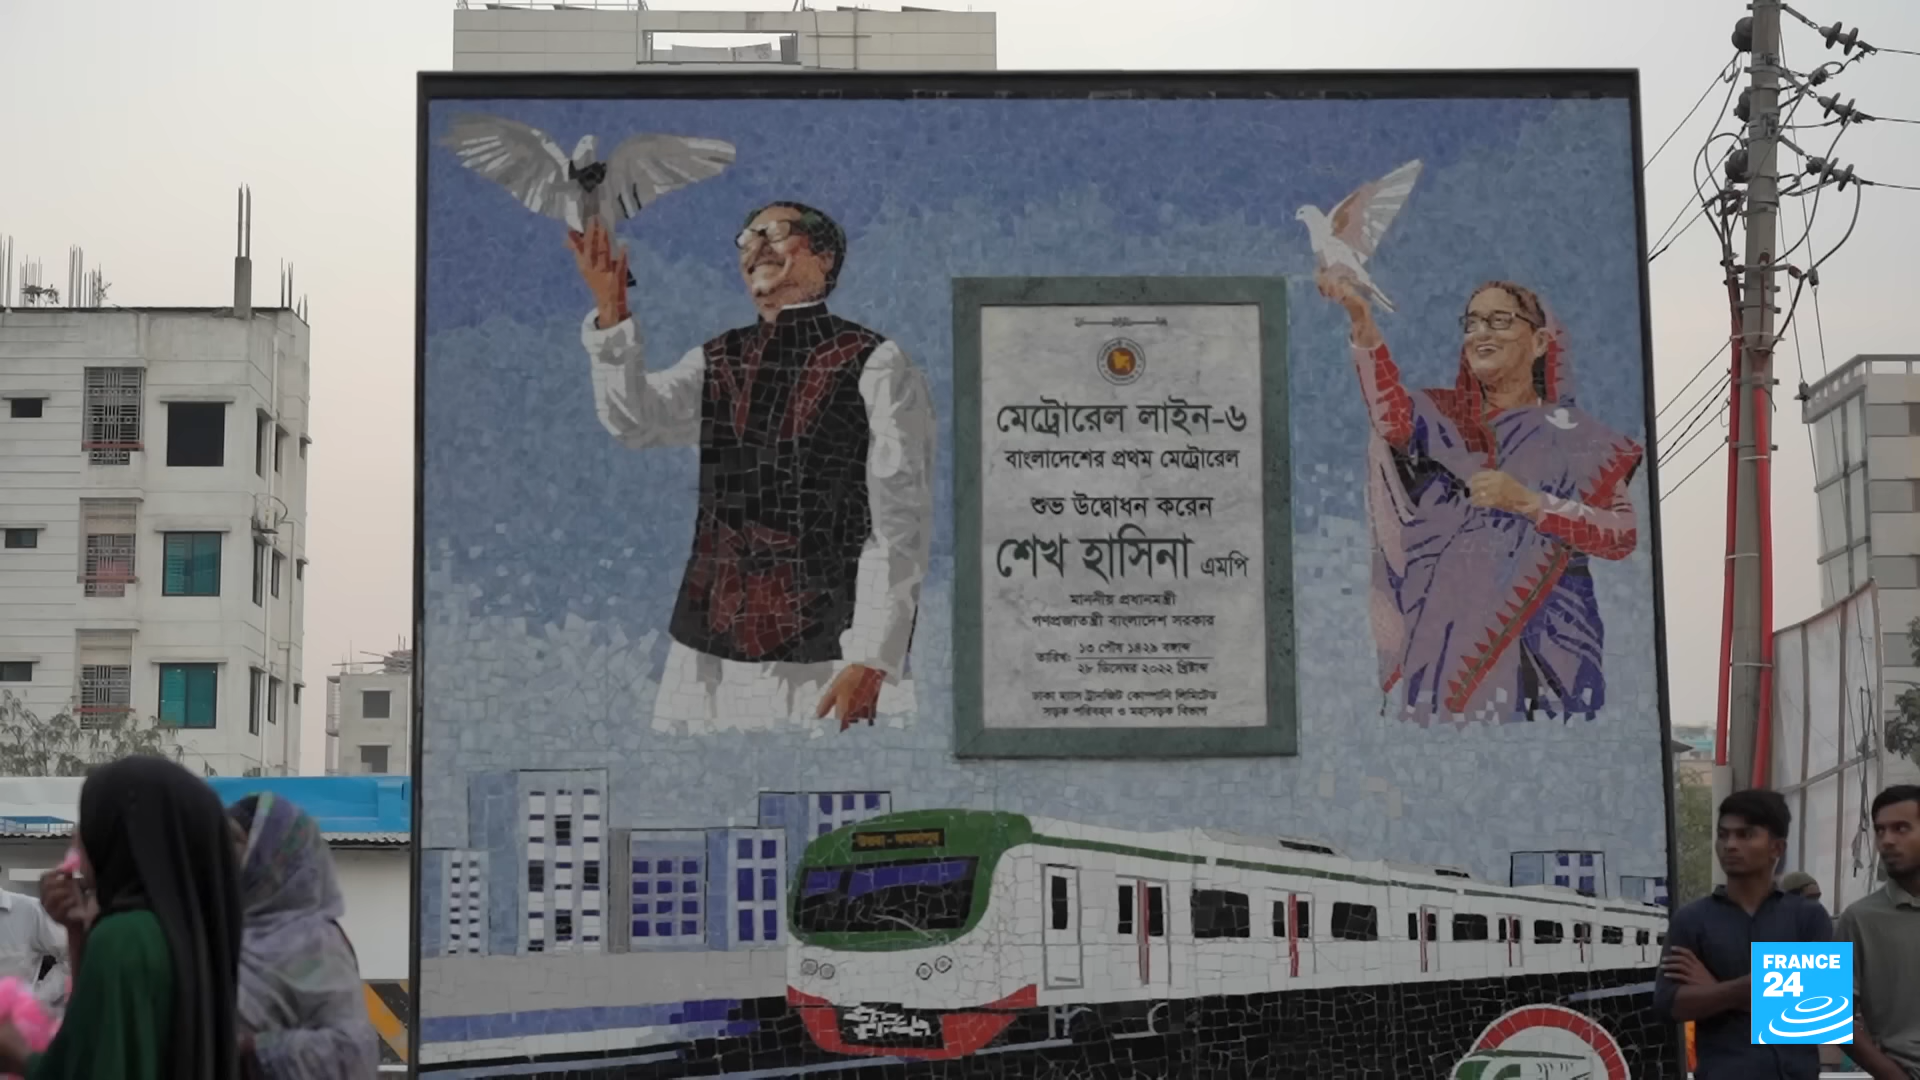 মেট্রোরেল লাইন-৬
বাংলাদেশের প্রথম মেট্রোরেল
শুভ উদ্বোধন করেন
শেখ হাসিনা এমপি
মাননীয় প্রধানমন্ত্রী
গণপ্রজাতন্ত্রী বাংলাদেশ সরকার
তারিখ: ১৩ পৌষ ১৪২৯ বঙ্গাব্দ
২৮ ডিসেম্বর ২০২২ খ্রিষ্টাব্দ
ঢাকা ম্যাস ট্রানজিট কোম্পানি লিমিটেড
সড়ক পরিবহন ও মহাসড়ক বিভাগ
FRANCE
24